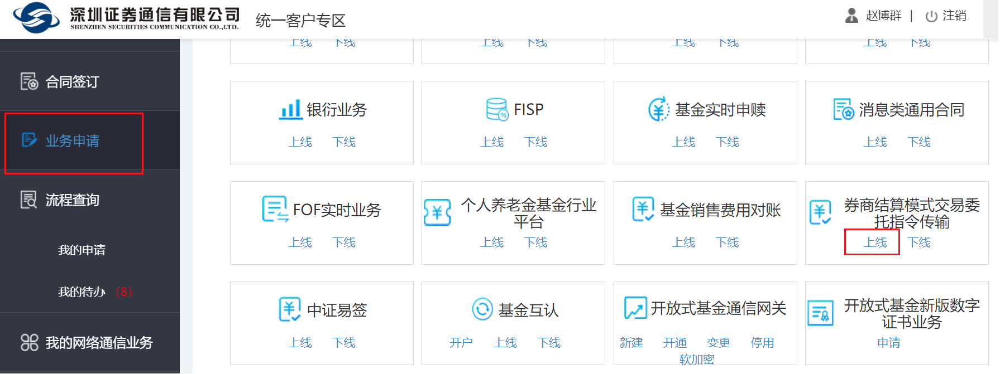 深圳证券通信有限公司
SHENZHEN SECURITIES COMMUNICATION CO.,LTD.
统一客户专区
赵博群 | 注销
上线 下线 上线 下线 上线 下线 上线 下线
合同签订
业务申请
流程查询
我的申请
我的待办 (8)
我的网络通信业务
银衍业务
上线 下线
FISP
上线 下线
基金实时申赎
上线 下线
消息类通用合同
上线 下线
FOF实时业务
上线 下线
个人养老金基金行业
平台
上线 下线
基金销售费用对账
上线 下线
券商结算模式交易委
托指令传输
上线 下线
中证易签
上线 下线
基金互认
开户 上线 下线
开放式基金通信网关
新建 开通 变更 停用
软加密
开放式基金新版数字
证书业务
申请